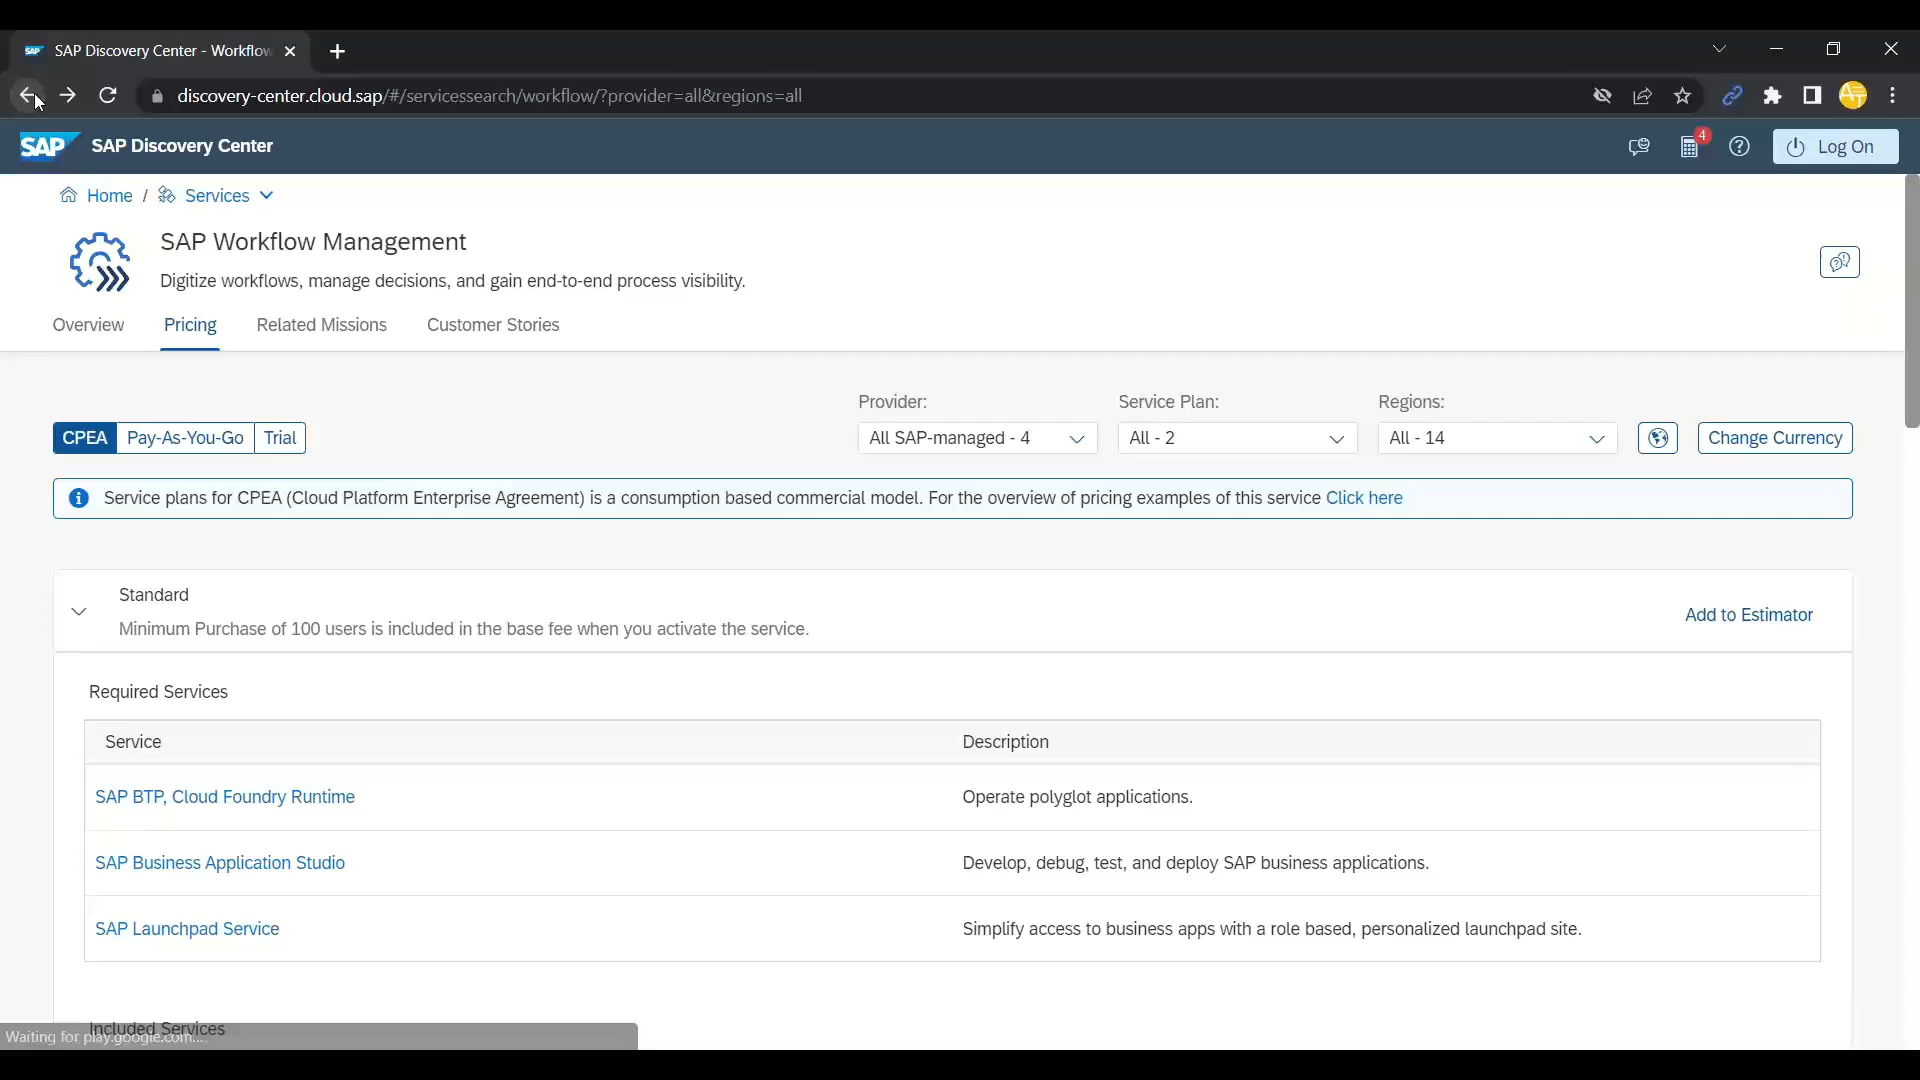 SAP SAP Discovery Center - Workflow
discovery-center.cloud.sap/#/servicessearch/workflow/?provider=all&regions=all
SAP SAP Discovery Center 4 Log On
Home / Services
SAP Workflow Management
Digitize workflows, manage decisions, and gain end-to-end process visibility.
Overview Pricing Related Missions Customer Stories
Provider: Service Plan: Regions:
CPEA Pay-As-You-Go Trial All SAP-managed - 4 All - 2 All - 14 Change Currency
Service plans for CPEA (Cloud Platform Enterprise Agreement) is a consumption based commercial model. For the overview of pricing examples of this service Click here
Standard
Minimum Purchase of 100 users is included in the base fee when you activate the service.
Add to Estimator
Required Services
Service Description
SAP BTP, Cloud Foundry Runtime Operate polyglot applications.
SAP Business Application Studio Develop, debug, test, and deploy SAP business applications.
SAP Launchpad Service Simplify access to business apps with a role based, personalized launchpad site.
Included Services
Waiting for play.google.com...